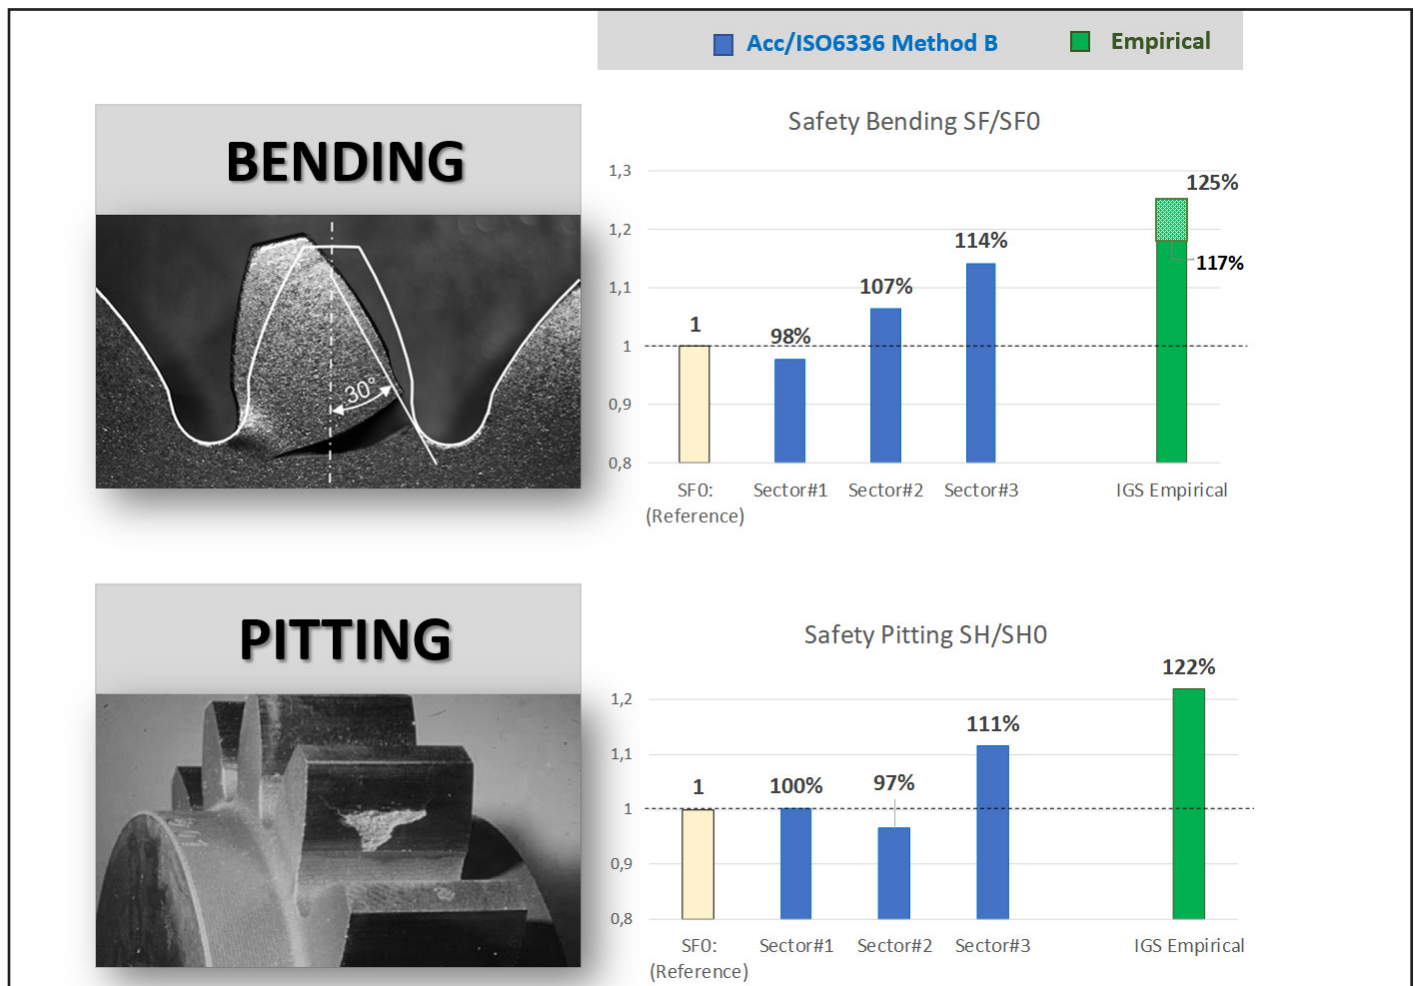 Acc/ISO6336 Method B
Empirical
BENDING
30°
Safety Bending SF/SF0
1,3
1,2
1,1
1
0,9
0,8
1
98%
107%
114%
125%
117%
SF0:
(Reference)
Sector#1
Sector#2
Sector#3
IGS Empirical
PITTING
Safety Pitting SH/SH0
1,2
1,1
1
0,9
0,8
1
100%
97%
111%
122%
SF0:
(Reference)
Sector#1
Sector#2
Sector#3
IGS Empirical